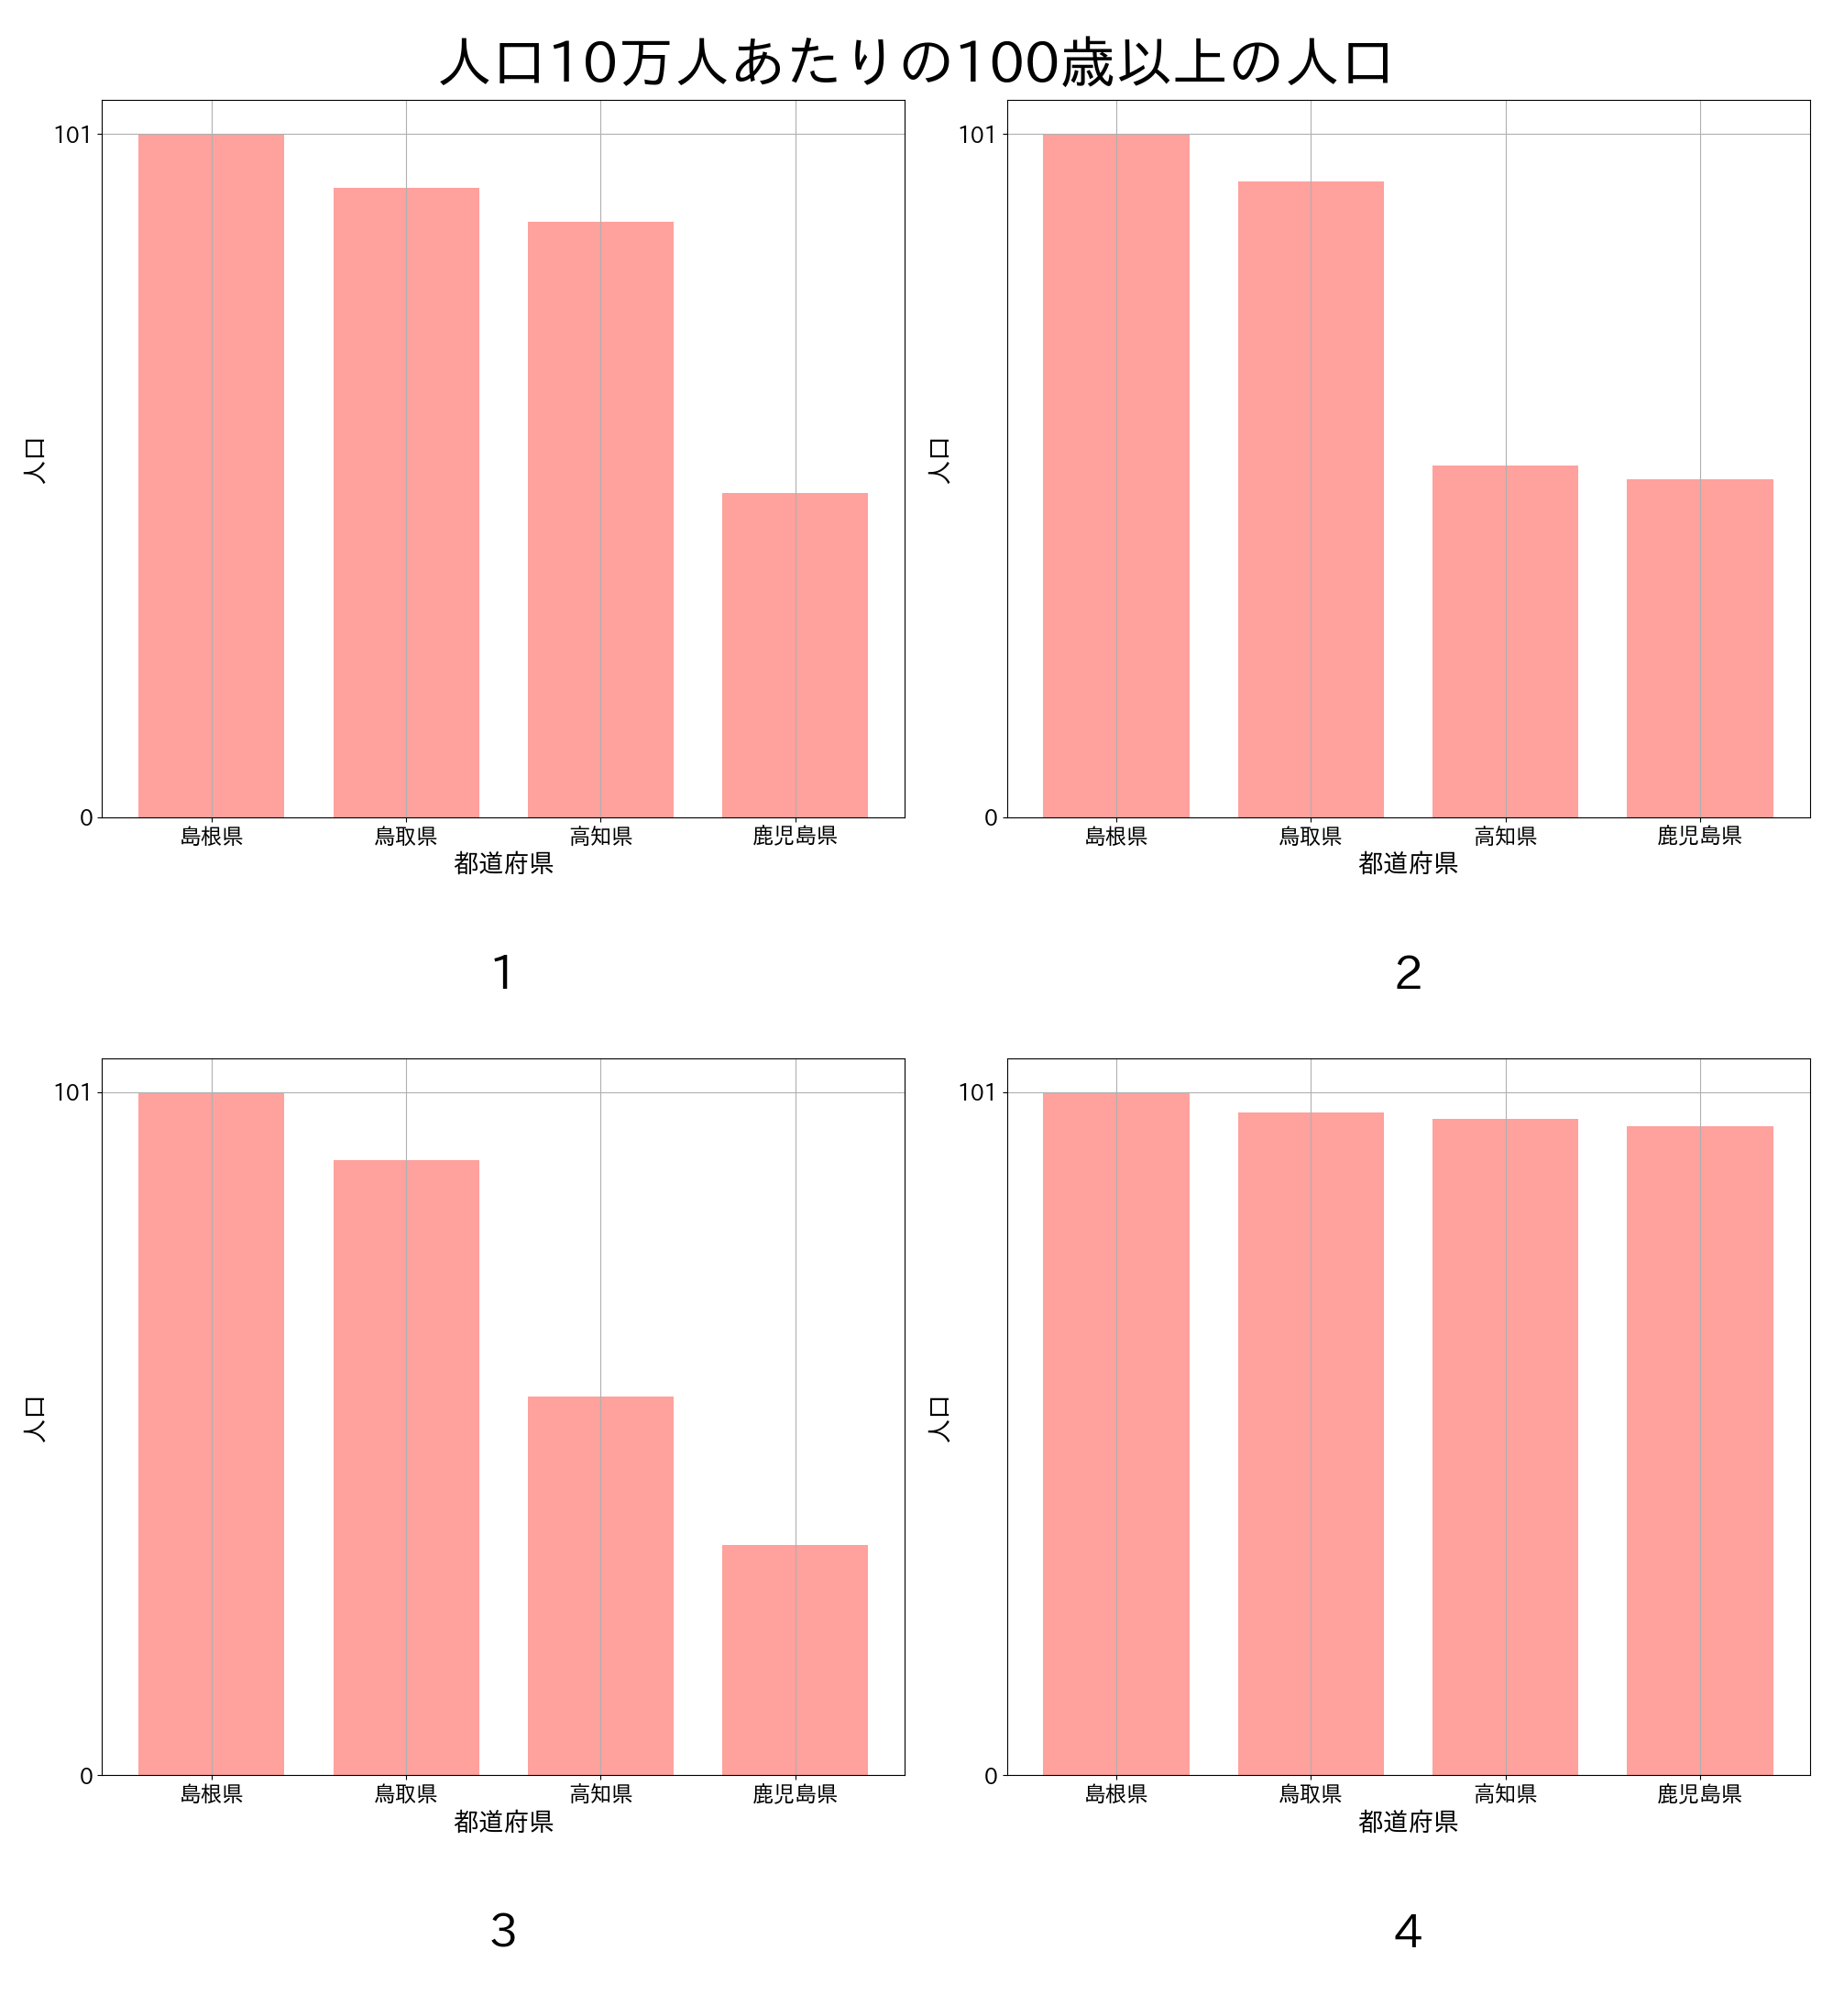 人口10万人あたりの100歳以上の人口
101
0
人口
島根県 鳥取県 高知県 鹿児島県
都道府県
1
101
0
人口
島根県 鳥取県 高知県 鹿児島県
都道府県
2
101
0
人口
島根県 鳥取県 高知県 鹿児島県
都道府県
3
101
0
人口
島根県 鳥取県 高知県 鹿児島県
都道府県
4